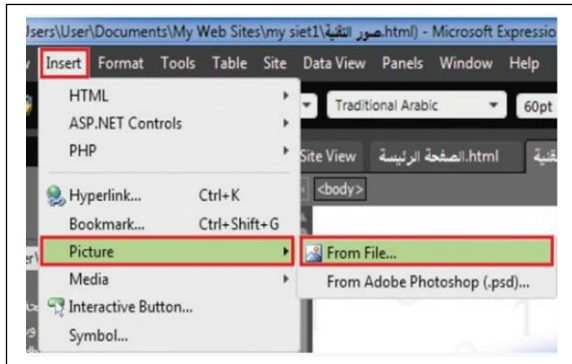 sers\User\Documents\My Web Sites\my siet1\صور التقنية.html) - Microsoft Expressio
Insert Format Tools Table Site Data View Panels Window Help
HTML
ASP.NET Controls
PHP
Traditional Arabic 60pt
Site View الصفحة الرئيسة.html
<body>
Hyperlink... Ctrl+K
Bookmark... Ctrl+Shift+G
Picture
From File...
Media
From Adobe Photoshop (.psd)...
Interactive Button...
Symbol...